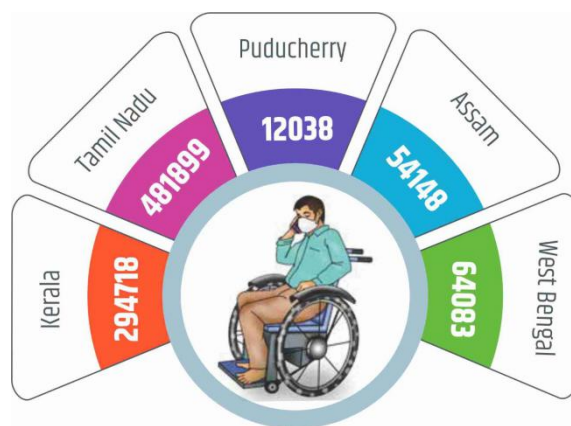 Kerala
294718
Tamil Nadu
481899
Puducherry
12038
Assam
54148
West Bengal
64083